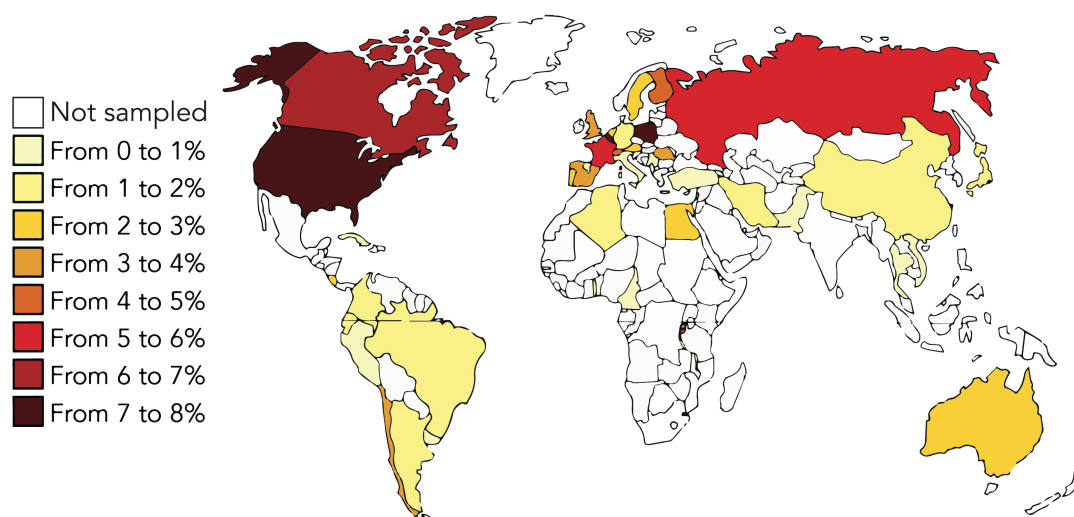 Not sampled
From 0 to 1%
From 1 to 2%
From 2 to 3%
From 3 to 4%
From 4 to 5%
From 5 to 6%
From 6 to 7%
From 7 to 8%